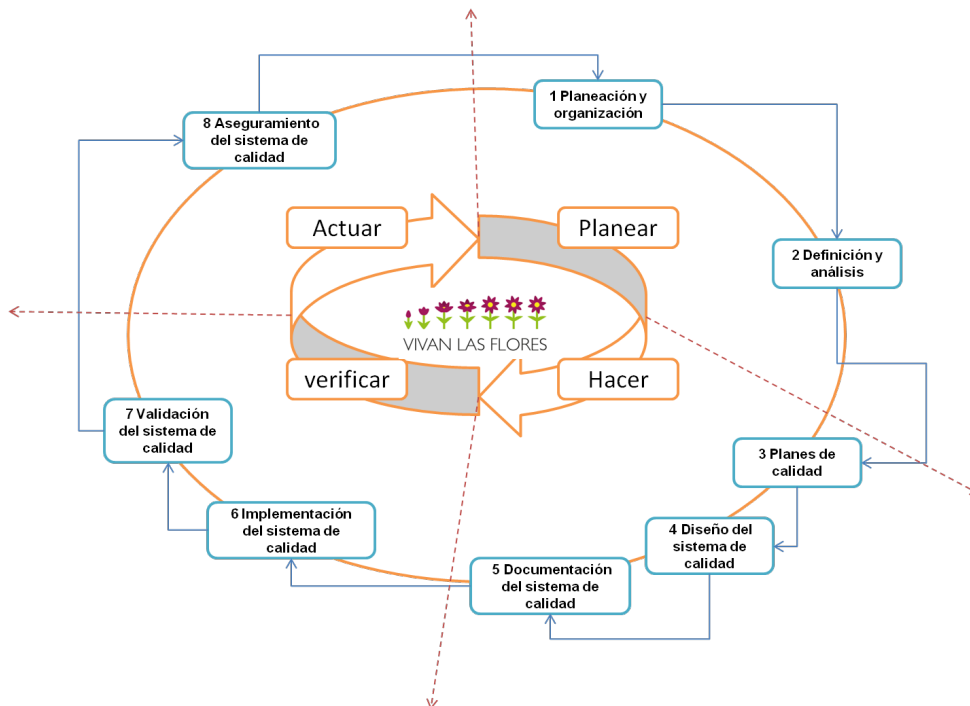 1 Planeación y
organización
8 Aseguramiento
del sistema de
calidad
Actuar
Planear
2 Definición y
análisis
VIVAN LAS FLORES
verificar
Hacer
7 Validación
del sistema de
calidad
3 Planes de
calidad
6 Implementación
del sistema de
calidad
4 Diseño del
sistema de
calidad
5 Documentación
del sistema de
calidad